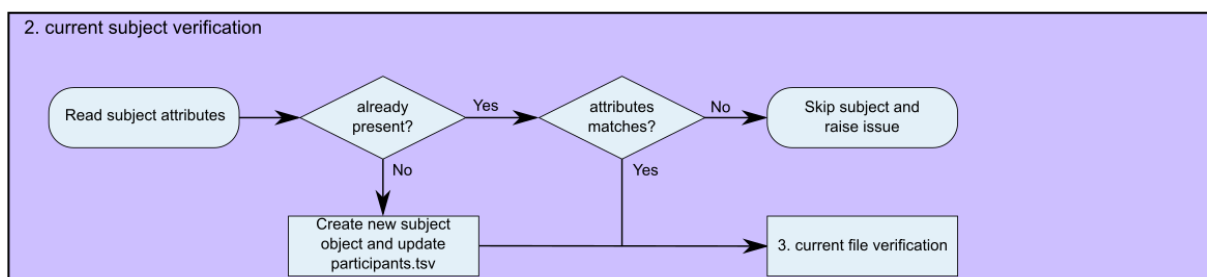 2. current subject verification
Read subject attributes
already
present?
Yes
attributes
matches?
No
Skip subject and
raise issue
No
Yes
Create new subject
object and update
participants.tsv
3. current file verification